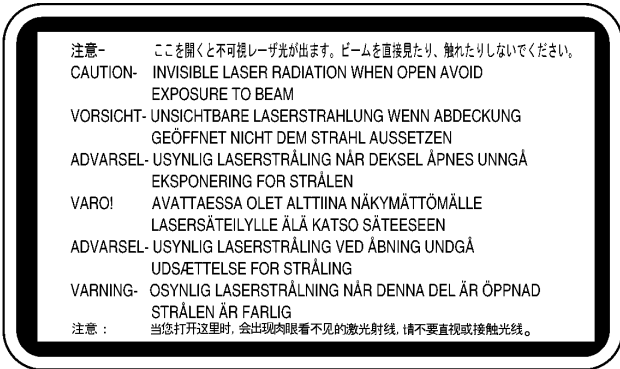 注意– ここを開くと不可視レーザ光が出ます。ビームを直接見たり、触れたりしないでください。
CAUTION- INVISIBLE LASER RADIATION WHEN OPEN AVOID
EXPOSURE TO BEAM
VORSICHT- UNSICHTBARE LASERSTRAHLUNG WENN ABDECKUNG
GEÖFFNET NICHT DEM STRAHL AUSSETZEN
ADVARSEL- USYNLIG LASERSTRÅLING NÅR DEKSEL ÅPNES UNNGÅ
EKSPONERING FOR STRÅLEN
VARO! AVATTAESSA OLET ALTTIINA NÄKYMÄTTÖMÄLLE
LASERSÄTEILYLLE ÄLÄ KATSO SÄTEESEEN
ADVARSEL- USYNLIG LASERSTRÅLING VED ÅBNING UNDGÅ
UDSÆTTELSE FOR STRÅLING
VARNING- OSYNLIG LASERSTRÅLNING NÅR DENNA DEL ÄR ÖPPNAD
STRÅLEN ÄR FARLIG
注意： 当您打开这里时, 会出现肉眼看不见的激光射线, 请不要直视或接触光线。